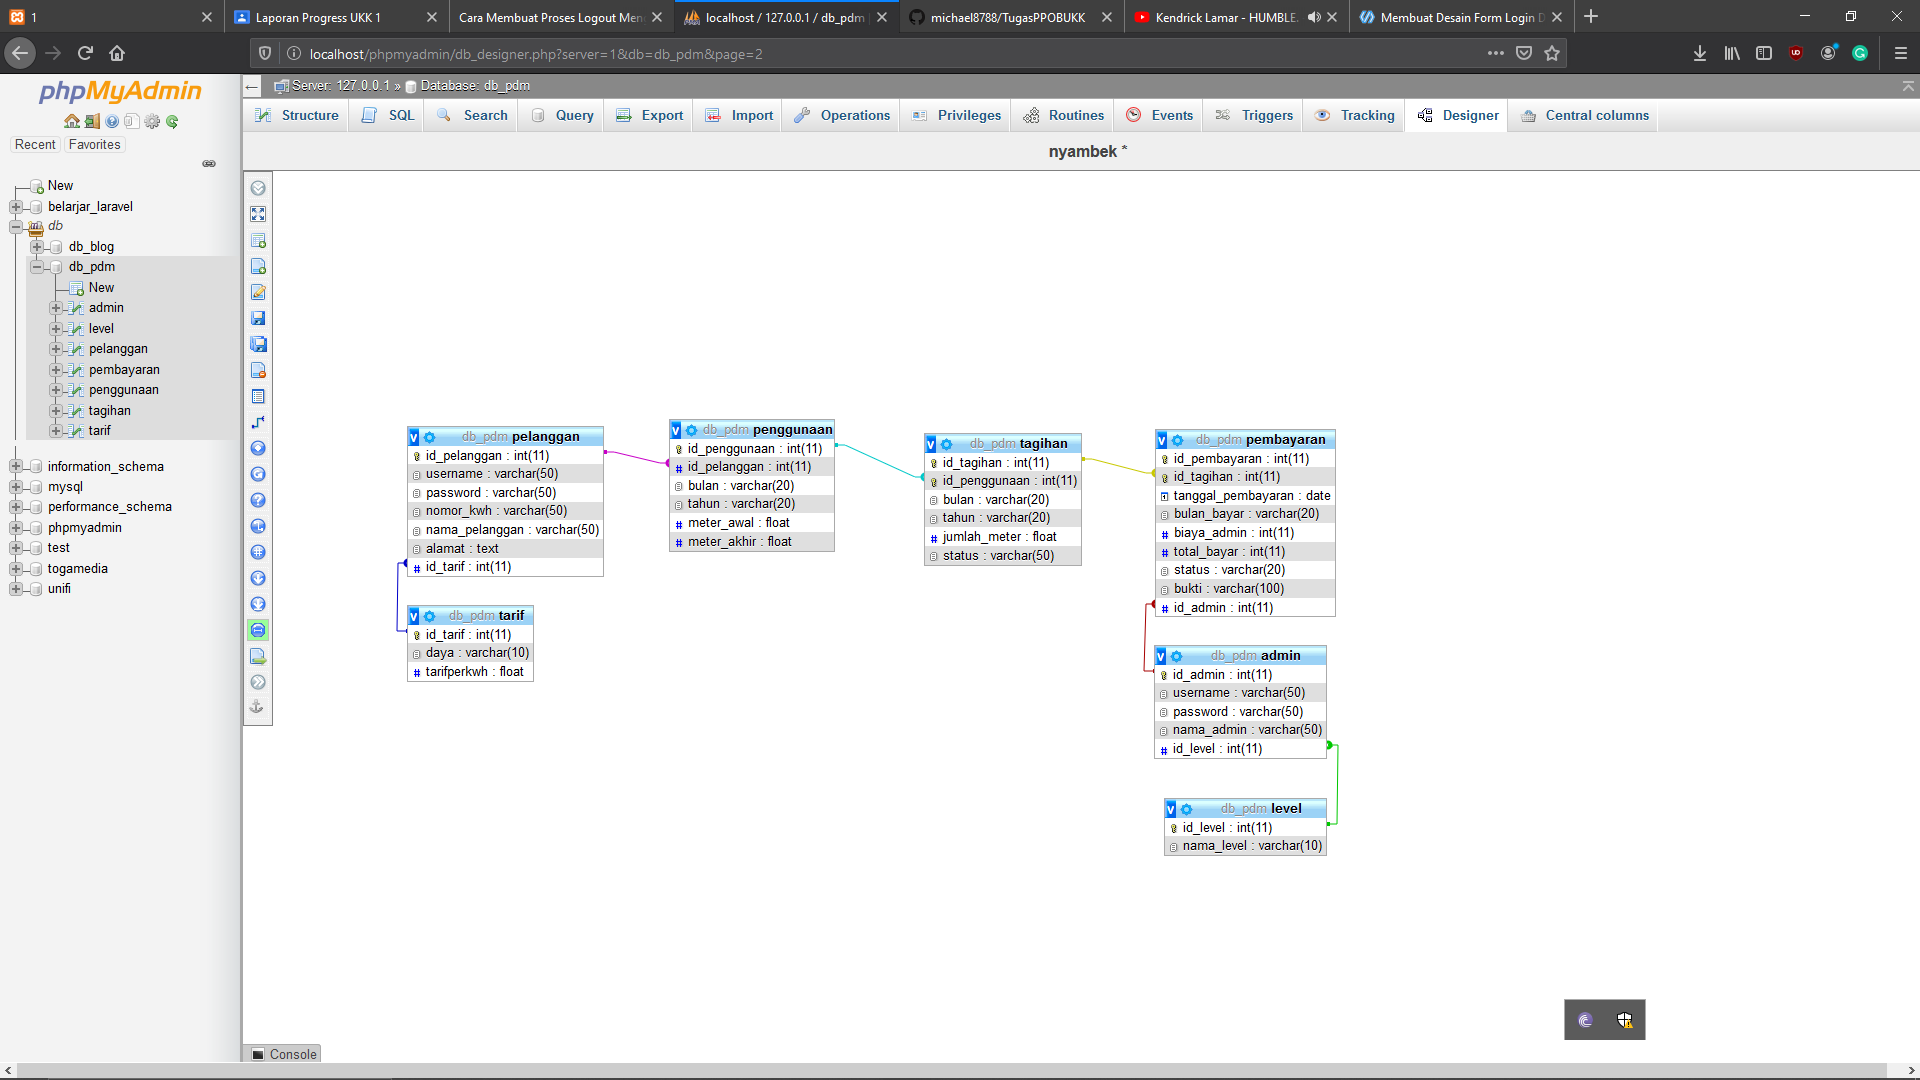 1
Laporan Progress UKK 1
Cara Membuat Proses Logout Men
localhost / 127.0.0.1 / db_pdm
michael8788/TugasPPOBUKK
Kendrick Lamar - HUMBLE.
Membuat Desain Form Login D
localhost/phpmyadmin/db_designer.php?server=1&db=db_pdm&page=2
phpMyAdmin
Recent Favorites
New
belarjar_laravel
db
db_blog
db_pdm
New
admin
level
pelanggan
pembayaran
penggunaan
tagihan
tarif
information_schema
mysql
performance_schema
phpmyadmin
test
togamedia
unifi
Server: 127.0.0.1 » Database: db_pdm
Structure SQL Search Query Export Import Operations Privileges Routines Events Triggers Tracking Designer Central columns
nyambek *
v db_pdm pelanggan
id_pelanggan : int(11)
username : varchar(50)
password : varchar(50)
nomor_kwh : varchar(50)
nama_pelanggan : varchar(50)
alamat : text
# id_tarif : int(11)
v db_pdm tarif
id_tarif : int(11)
daya : varchar(10)
# tarifperkwh : float
v db_pdm penggunaan
id_penggunaan : int(11)
# id_pelanggan : int(11)
bulan : varchar(20)
tahun : varchar(20)
# meter_awal : float
# meter_akhir : float
v db_pdm tagihan
id_tagihan : int(11)
id_penggunaan : int(11)
bulan : varchar(20)
tahun : varchar(20)
# jumlah_meter : float
status : varchar(50)
v db_pdm pembayaran
id_pembayaran : int(11)
id_tagihan : int(11)
tanggal_pembayaran : date
bulan_bayar : varchar(20)
# biaya_admin : int(11)
# total_bayar : int(11)
status : varchar(20)
bukti : varchar(100)
# id_admin : int(11)
v db_pdm admin
id_admin : int(11)
username : varchar(50)
password : varchar(50)
nama_admin : varchar(50)
# id_level : int(11)
v db_pdm level
id_level : int(11)
nama_level : varchar(10)
Console